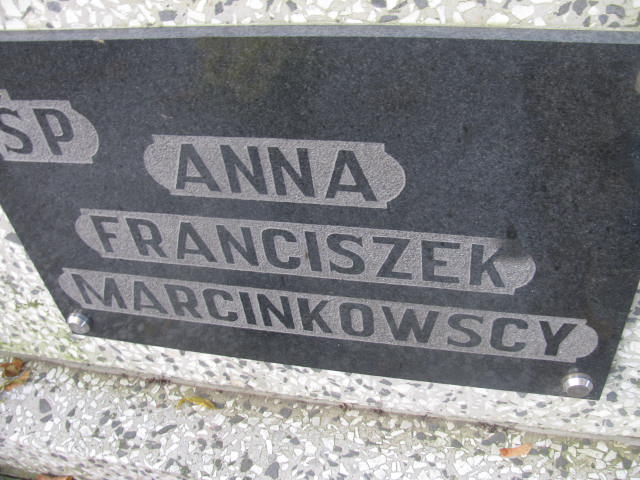 ŚP
ANNA
FRANCISZEK
MARCINKOWSCY